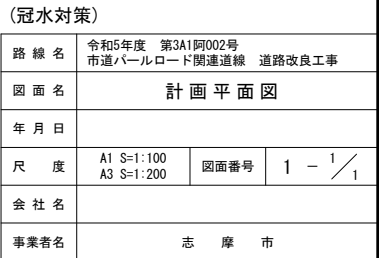 (冠水対策)
路線名
令和5年度　第3A1阿002号
市道パールロード関連道線　道路改良工事
図面名
計画平面図
年月日
尺　度
A1 S=1:100
A3 S=1:200
図面番号
1 － 1/1
会社名
事業者名
志　摩　市